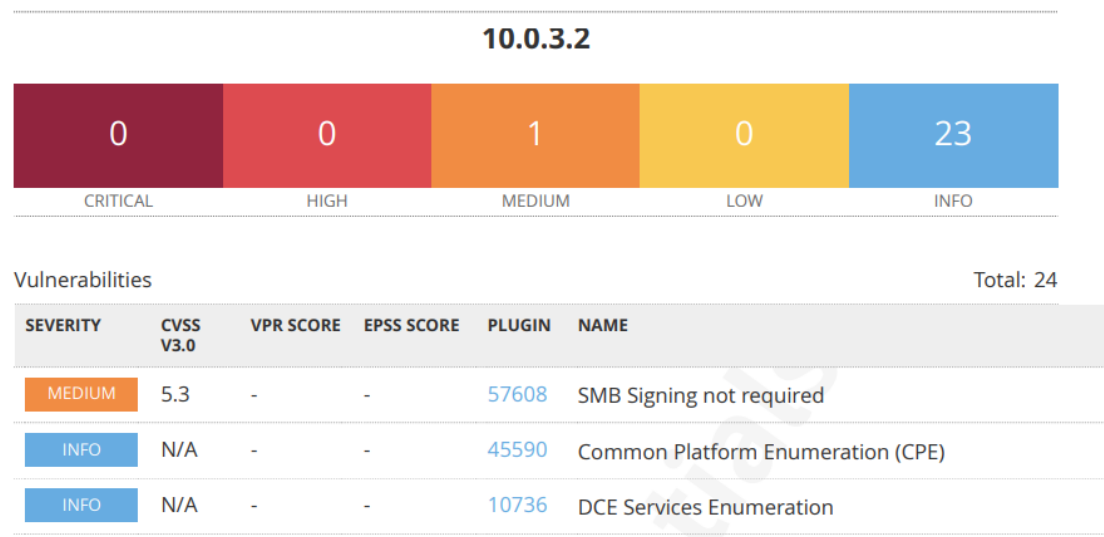 10.0.3.2
0 0 1 0 23
CRITICAL HIGH MEDIUM LOW INFO
Vulnerabilities Total: 24
SEVERITY CVSS V3.0 VPR SCORE EPSS SCORE PLUGIN NAME
MEDIUM 5.3 - - 57608 SMB Signing not required
INFO N/A - - 45590 Common Platform Enumeration (CPE)
INFO N/A - - 10736 DCE Services Enumeration